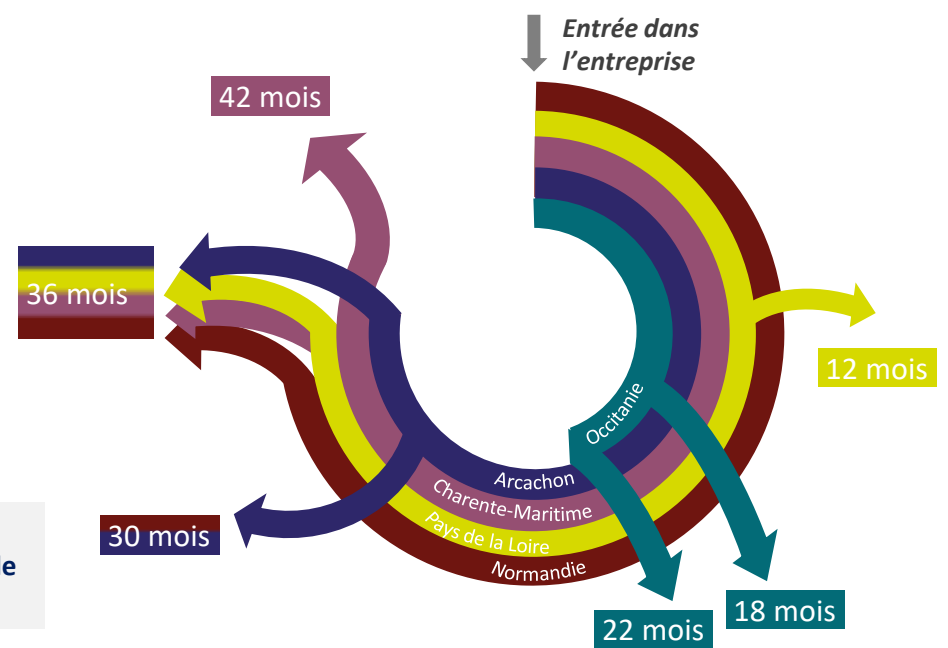 Entrée dans
l'entreprise
42 mois
36 mois
12 mois
Occitanie
Arcachon
Charente-Maritime
Pays de la Loire
Normandie
30 mois
18 mois
22 mois